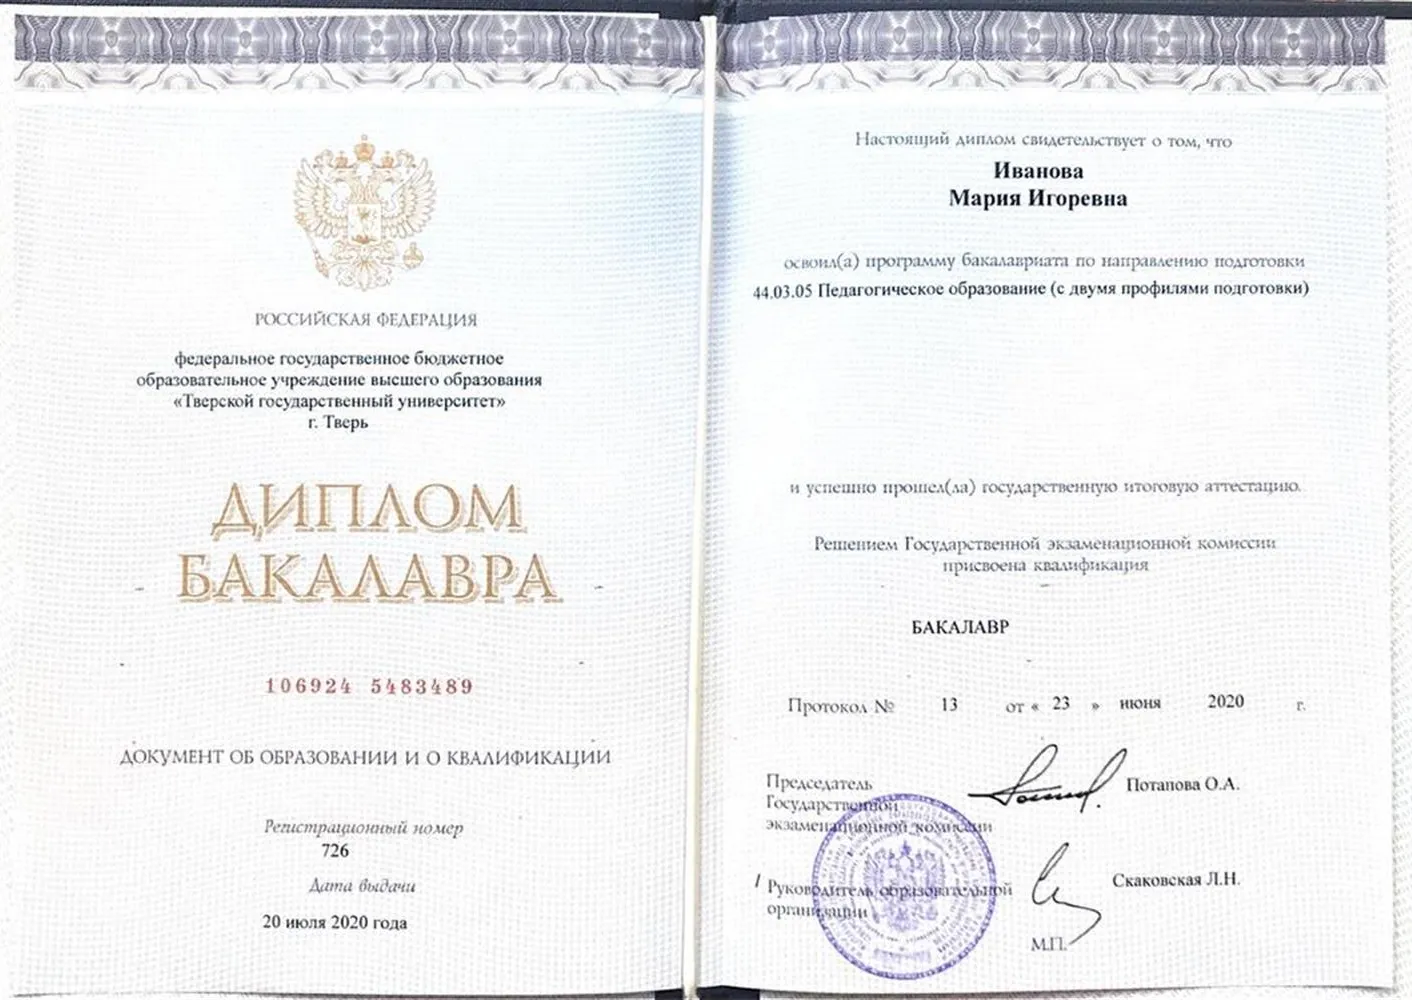 РОССИЙСКАЯ ФЕДЕРАЦИЯ
федеральное государственное бюджетное
образовательное учреждение высшего образования
«Тверской государственный университет»
г. Тверь
ДИПЛОМ
БАКАЛАВРА
106924 5483489
ДОКУМЕНТ ОБ ОБРАЗОВАНИИ И О КВАЛИФИКАЦИИ
Регистрационный номер
726
Дата выдачи
20 июля 2020 года
Настоящий диплом свидетельствует о том, что
Иванова
Мария Игоревна
освоил(а) программу бакалавриата по направлению подготовки
44.03.05 Педагогическое образование (с двумя профилями подготовки)
и успешно прошел(ла) государственную итоговую аттестацию.
Решением Государственной экзаменационной комиссии
присвоена квалификация
БАКАЛАВР
Протокол № 13 от « 23 » июня 2020 г.
Председатель
Государственной
экзаменационной комиссии
Потапова О.А.
/ Руководитель образовательной
организации
Скаковская Л.Н.
М.П.